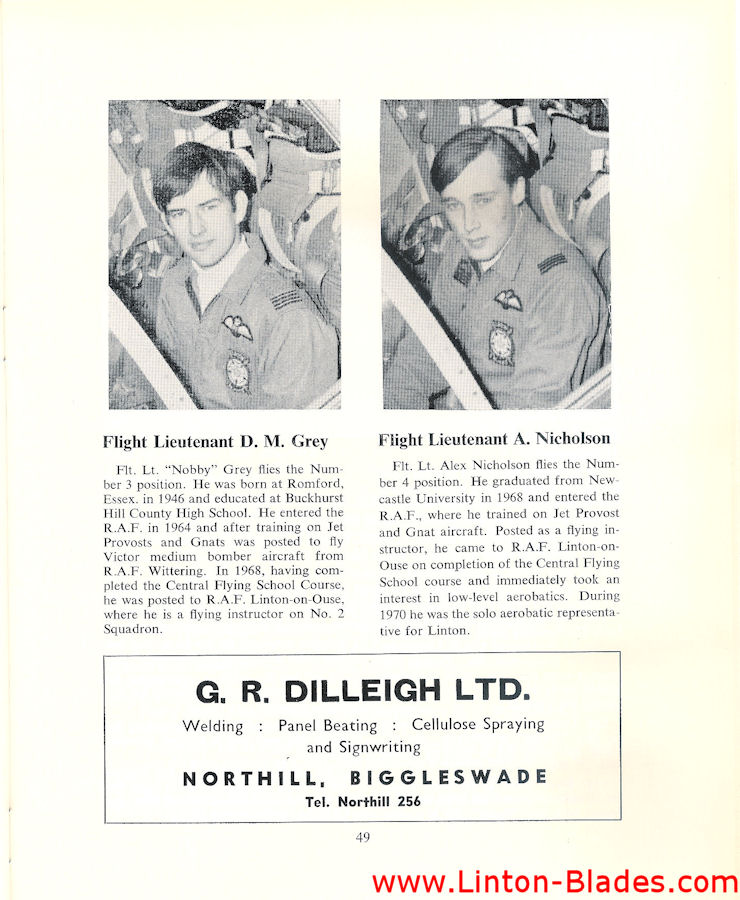 Flight Lieutenant D. M. Grey
Flt. Lt. "Nobby" Grey flies the Num-
ber 3 position. He was born at Romford,
Essex. in 1946 and educated at Buckhurst
Hill County High School. He entered the
R.A.F. in 1964 and after training on Jet
Provosts and Gnats was posted to fly
Victor medium bomber aircraft from
R.A.F. Wittering. In 1968, having com-
pleted the Central Flying School Course,
he was posted to R.A.F. Linton-on-Ouse,
where he is a flying instructor on No. 2
Squadron.
Flight Lieutenant A. Nicholson
Flt. Lt. Alex Nicholson flies the Num-
ber 4 position. He graduated from New-
castle University in 1968 and entered the
R.A.F., where he trained on Jet Provost
and Gnat aircraft. Posted as a flying in-
structor, he came to R.A.F. Linton-on-
Ouse on completion of the Central Flying
School course and immediately took an
interest in low-level aerobatics. During
1970 he was the solo aerobatic representa-
tive for Linton.
G. R. DILLEIGH LTD.
Welding : Panel Beating : Cellulose Spraying
and Signwriting
NORTHILL, BIGGLESWADE
Tel. Northill 256
49
www.Linton-Blades.com